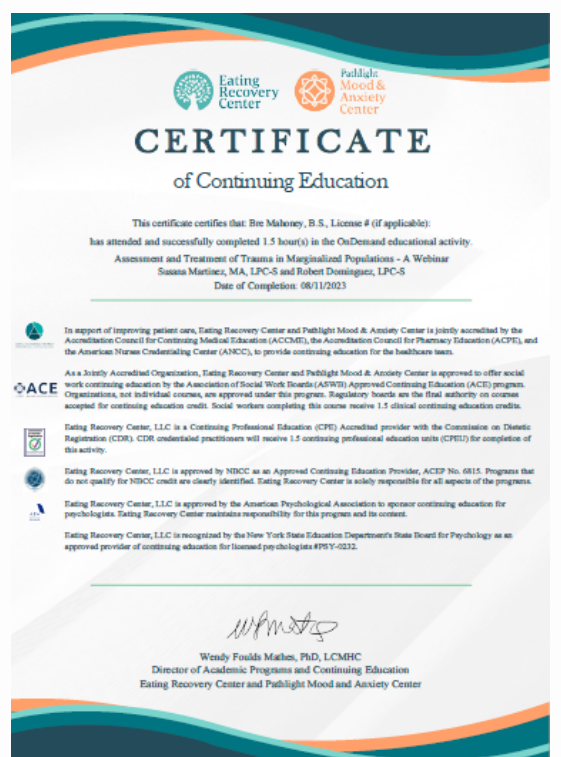 Eating
Recovery
Center
Pathlight
Mood &
Anxiety
Center
CERTIFICATE
of Continuing Education
This certificate certifies that: Bre Mahoney, B.S., License # (if applicable):
has attended and successfully completed 1.5 hour(s) in the OnDemand educational activity.
Assessment and Treatment of Trauma in Marginalized Populations - A Webinar
Susana Martinez, MA, LPC-S and Robert Dominguez, LPC-S
Date of Completion: 08/11/2023
In support of improving patient care, Eating Recovery Center and Pathlight Mood & Anxiety Center is jointly accredited by the
Accreditation Council for Continuing Medical Education (ACCME), the Accreditation Council for Pharmacy Education (ACPE), and
the American Nurses Credentialing Center (ANCC), to provide continuing education for the healthcare team.
ACE
As a Jointly Accredited Organization, Eating Recovery Center and Pathlight Mood & Anxiety Center is approved to offer social
work continuing education by the Association of Social Work Boards (ASWB) Approved Continuing Education (ACE) program.
Organizations, not individual courses, are approved under this program. Regulatory boards are the final authority on courses
accepted for continuing education credit. Social workers completing this course receive 1.5 clinical continuing education credits.
Eating Recovery Center, LLC is a Continuing Professional Education (CPE) Accredited provider with the Commission on Dietetic
Registration (CDR). CDR credentialed practitioners will receive 1.5 continuing professional education units (CPEU) for completion of
this activity.
Eating Recovery Center, LLC is approved by NBCC as an Approved Continuing Education Provider, ACEP No. 6815. Programs that
do not qualify for NBCC credit are clearly identified. Eating Recovery Center is solely responsible for all aspects of the programs.
Eating Recovery Center, LLC is approved by the American Psychological Association to sponsor continuing education for
psychologists. Eating Recovery Center maintains responsibility for this program and its content.
Eating Recovery Center, LLC is recognized by the New York State Education Department's State Board for Psychology as an
approved provider of continuing education for licensed psychologists #PSY-0232.
Wendy Foulds Mathes, PhD, LCMHC
Director of Academic Programs and Continuing Education
Eating Recovery Center and Pathlight Mood and Anxiety Center